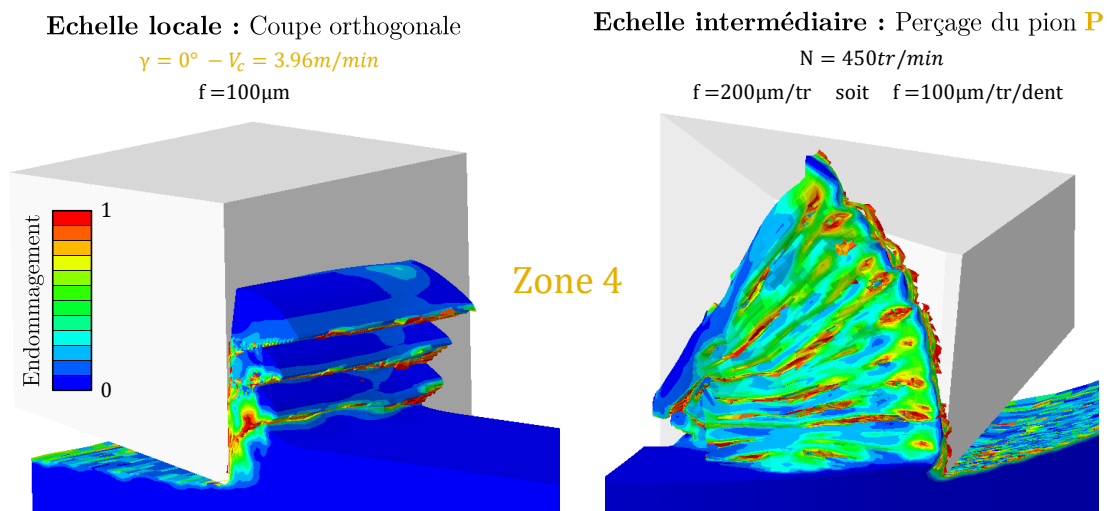 Echelle locale : Coupe orthogonale
γ = 0° − V_c = 3.96m/min
f =100μm
Echelle intermédiaire : Perçage du pion P
N = 450tr/min
f =200μm/tr soit f =100μm/tr/dent
Endommagement
1
0
Zone 4